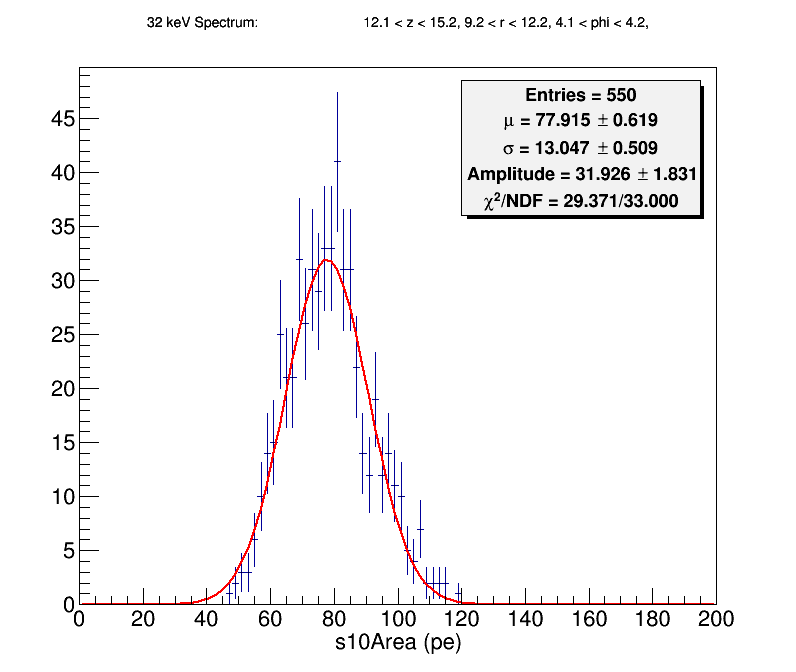 32 keV Spectrum: 12.1 < z < 15.2, 9.2 < r < 12.2, 4.1 < phi < 4.2,
Entries = 550
μ = 77.915 ± 0.619
σ = 13.047 ± 0.509
Amplitude = 31.926 ± 1.831
χ²/NDF = 29.371/33.000
45
40
35
30
25
20
15
10
5
0
0 20 40 60 80 100 120 140 160 180 200
s10Area (pe)